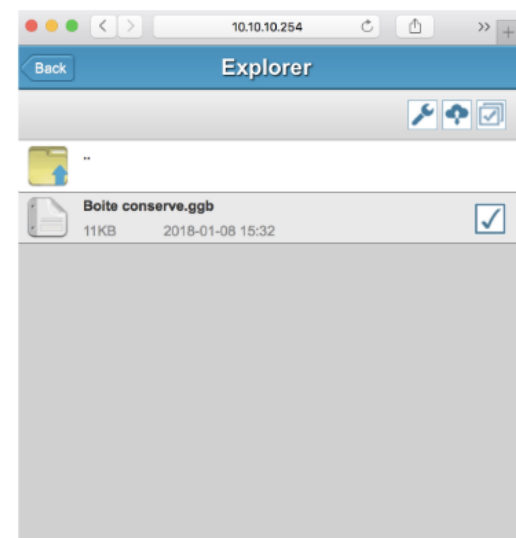 10.10.10.254
Back
Explorer
..
Boite conserve.ggb
11KB 2018-01-08 15:32